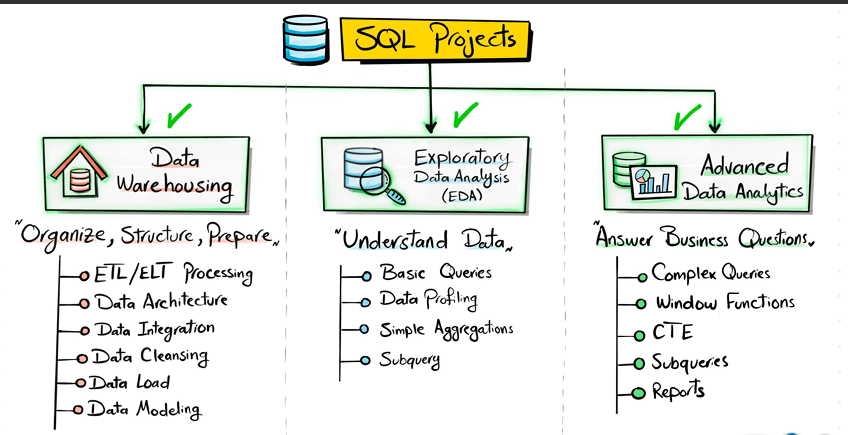 SQL Projects
Data
Warehousing
"Organize, Structure, Prepare"
ETL/ELT Processing
Data Architecture
Data Integration
Data Cleansing
Data Load
Data Modeling
Exploratory
Data Analysis
(EDA)
"Understand Data"
Basic Queries
Data Profiling
Simple Aggregations
Subquery
Advanced
Data Analytics
"Answer Business Questions"
Complex Queries
Window Functions
CTE
Subqueries
Reports